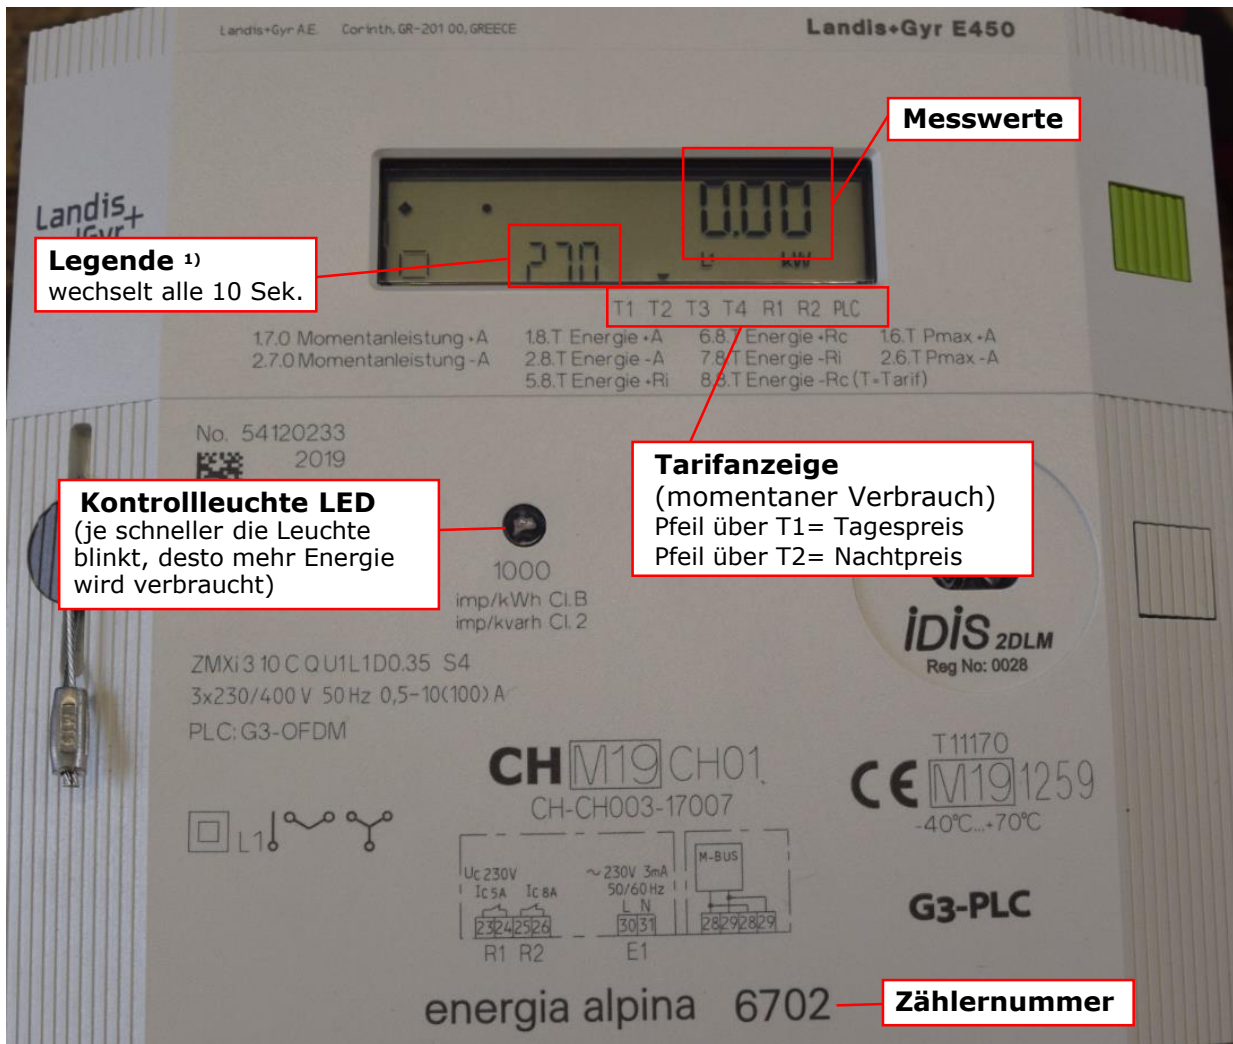 Landis+Gyr A.E. Corinth, GR-201 00, GREECE
Landis+Gyr E450
Messwerte
0.00
Landis+
Gyr
Legende 1)
wechselt alle 10 Sek.
270
L1 kW
T1 T2 T3 T4 R1 R2 PLC
1.7.0 Momentanleistung +A 1.8.T Energie +A 6.8.T Energie +Rc 1.6.T Pmax +A
2.7.0 Momentanleistung -A 2.8.T Energie -A 7.8.T Energie -Ri 2.6.T Pmax -A
5.8.T Energie +Ri 8.8.T Energie -Rc (T=Tarif)
No. 54120233
2019
Tarifanzeige
(momentaner Verbrauch)
Pfeil über T1= Tagespreis
Pfeil über T2= Nachtpreis
Kontrollleuchte LED
(je schneller die Leuchte
blinkt, desto mehr Energie
wird verbraucht)
1000
imp/kWh Cl.B
imp/kvarh Cl. 2
iDiS 2DLM
Reg No: 0028
ZMXi310CQU1L1D0.35 S4
3x230/400 V 50 Hz 0,5-10(100) A
PLC: G3-OFDM
CH M19 CH01.
CH-CH003-17007
T11170
CE M19 1259
-40°C...+70°C
L1
Uc 230V ~230V 3mA M-BUS
Ic 5A Ic 8A 50/60 Hz
L N
23 24 25 26 30 31 28 29 28 29
R1 R2 E1
G3-PLC
energia alpina 6702
Zählernummer